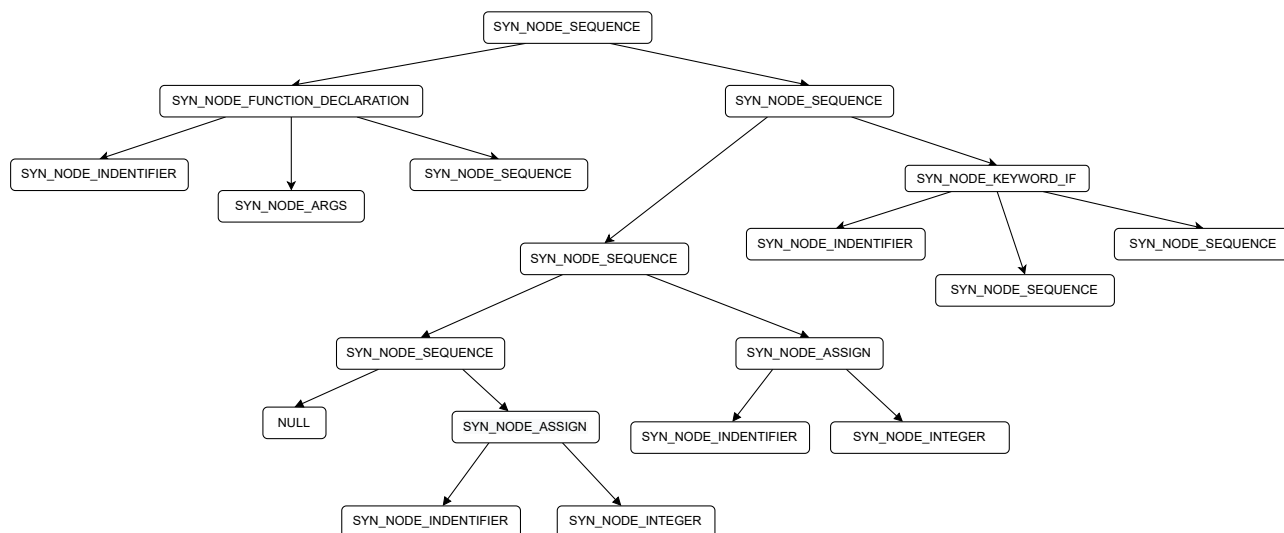 SYN_NODE_SEQUENCE
SYN_NODE_FUNCTION_DECLARATION
SYN_NODE_SEQUENCE
SYN_NODE_INDENTIFIER
SYN_NODE_ARGS
SYN_NODE_SEQUENCE
SYN_NODE_KEYWORD_IF
SYN_NODE_INDENTIFIER
SYN_NODE_SEQUENCE
SYN_NODE_SEQUENCE
SYN_NODE_SEQUENCE
SYN_NODE_SEQUENCE
SYN_NODE_ASSIGN
NULL
SYN_NODE_ASSIGN
SYN_NODE_INDENTIFIER
SYN_NODE_INTEGER
SYN_NODE_INDENTIFIER
SYN_NODE_INTEGER